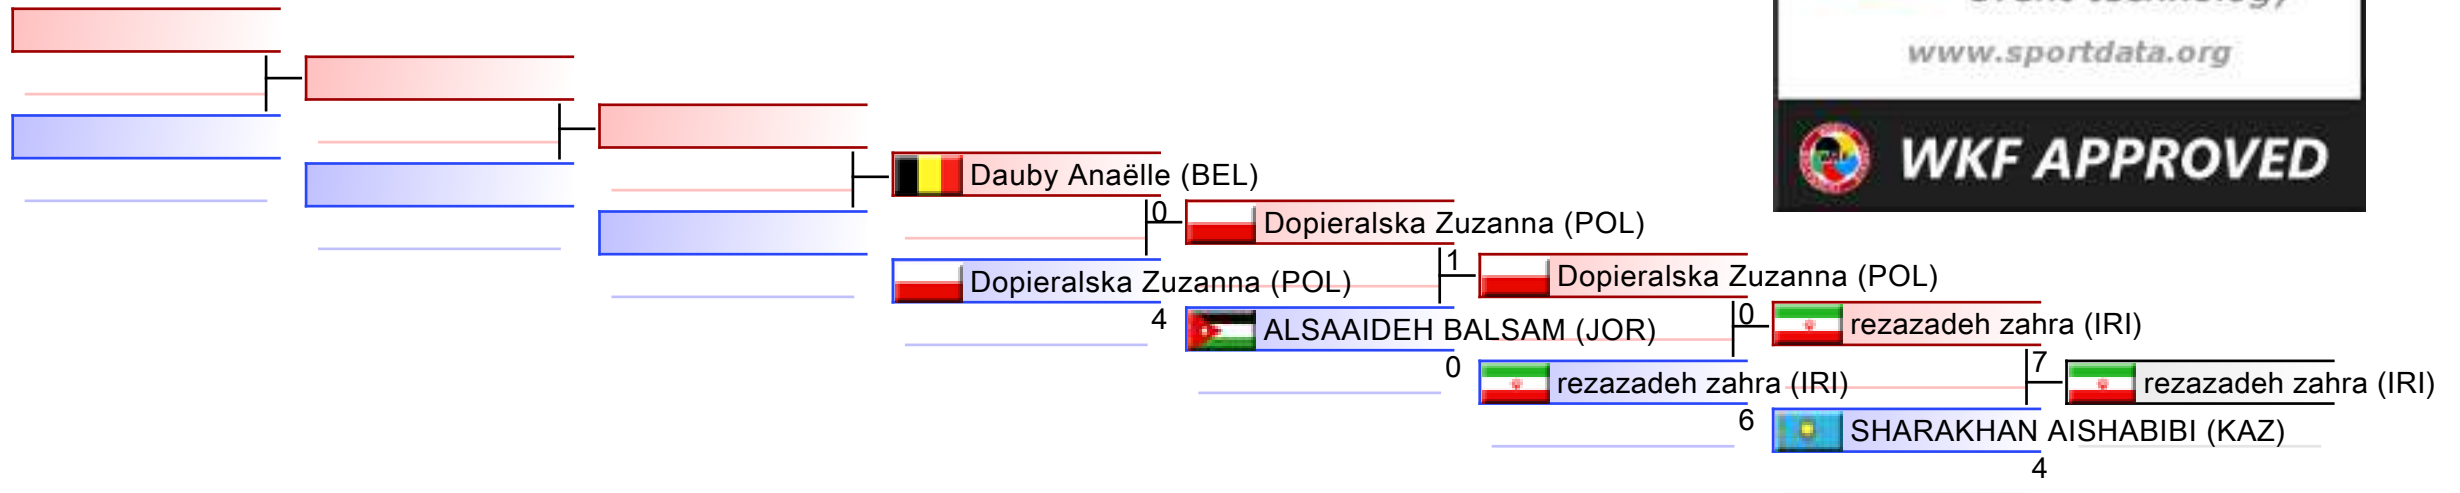 www.sportdata.org
WKF APPROVED
Dauby Anaëlle (BEL)
0
Dopieralska Zuzanna (POL)
Dopieralska Zuzanna (POL)
4
1
ALSAAIDEH BALSAM (JOR)
0
Dopieralska Zuzanna (POL)
0
rezazadeh zahra (IRI)
6
rezazadeh zahra (IRI)
7
SHARAKHAN AISHABIBI (KAZ)
4
rezazadeh zahra (IRI)